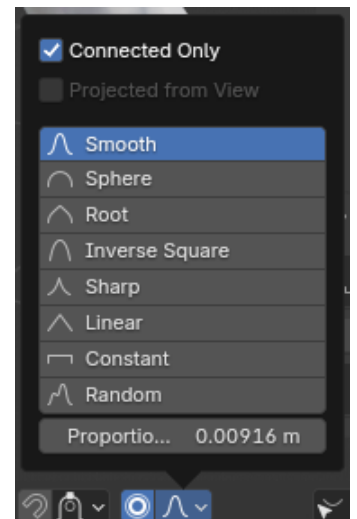 Connected Only
Projected from View
Smooth
Sphere
Root
Inverse Square
Sharp
Linear
Constant
Random
Proportio... 0.00916 m